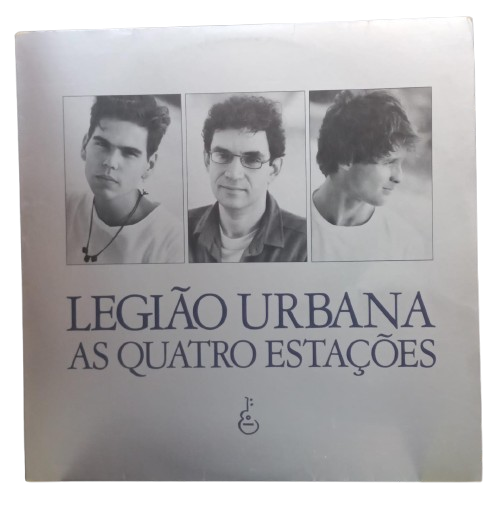 LEGIÃO URBANA
AS QUATRO ESTAÇÕES